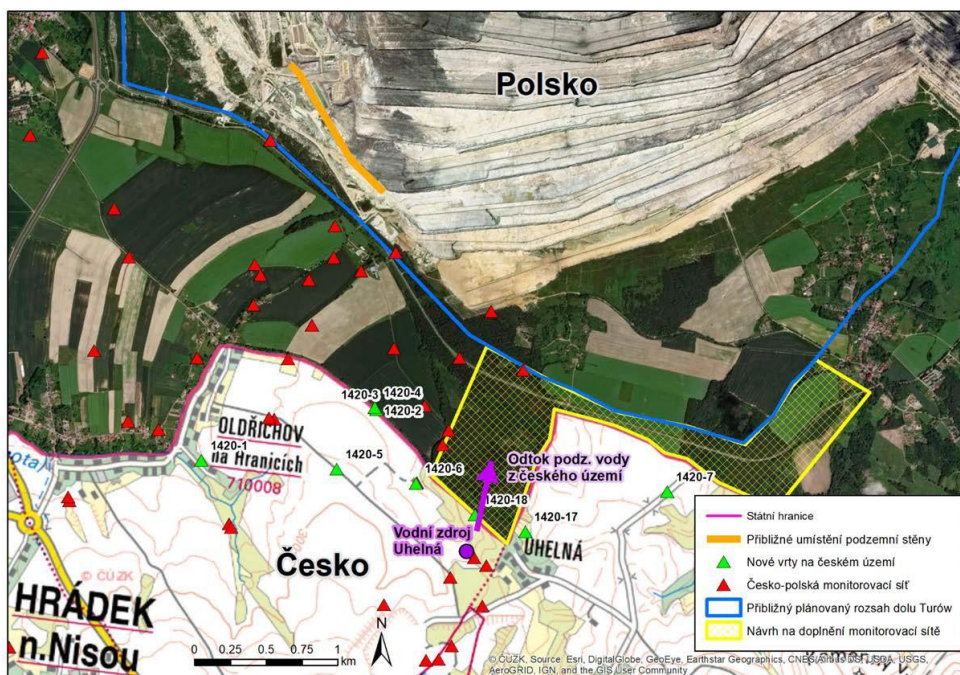 Polsko
1420-3
1420-4
1420-2
OLDŘICHOV
na Hranicích
710008
1420-1
1420-5
1420-6
Odtok podz. vody
z českého území
1420-7
1420-18
1420-17
Vodní zdroj
Uhelná
UHELNÁ
Česko
© ČÚZK
HRÁDEK
n.Nisou
N
0 0.25 0.5 1
km
Státní hranice
Přibližné umístění podzemní stěny
Nové vrty na českém území
Česko-polská monitorovací síť
Přibližný plánovaný rozsah dolu Turów
Návrh na doplnění monitorovací sítě
© ČÚZK, Source: Esri, DigitalGlobe, GeoEye, Earthstar Geographics, CNES/Airbus DS, USDA, USGS,
AeroGRID, IGN, and the GIS User Community